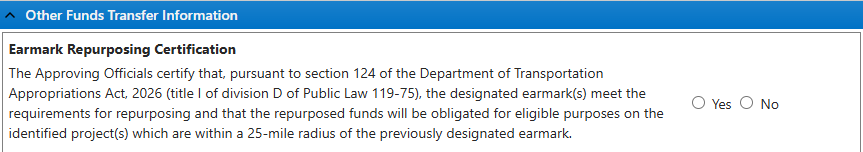 Other Funds Transfer Information
Earmark Repurposing Certification
The Approving Officials certify that, pursuant to section 124 of the Department of Transportation
Appropriations Act, 2026 (title I of division D of Public Law 119-75), the designated earmark(s) meet the
requirements for repurposing and that the repurposed funds will be obligated for eligible purposes on the
identified project(s) which are within a 25-mile radius of the previously designated earmark.
Yes No